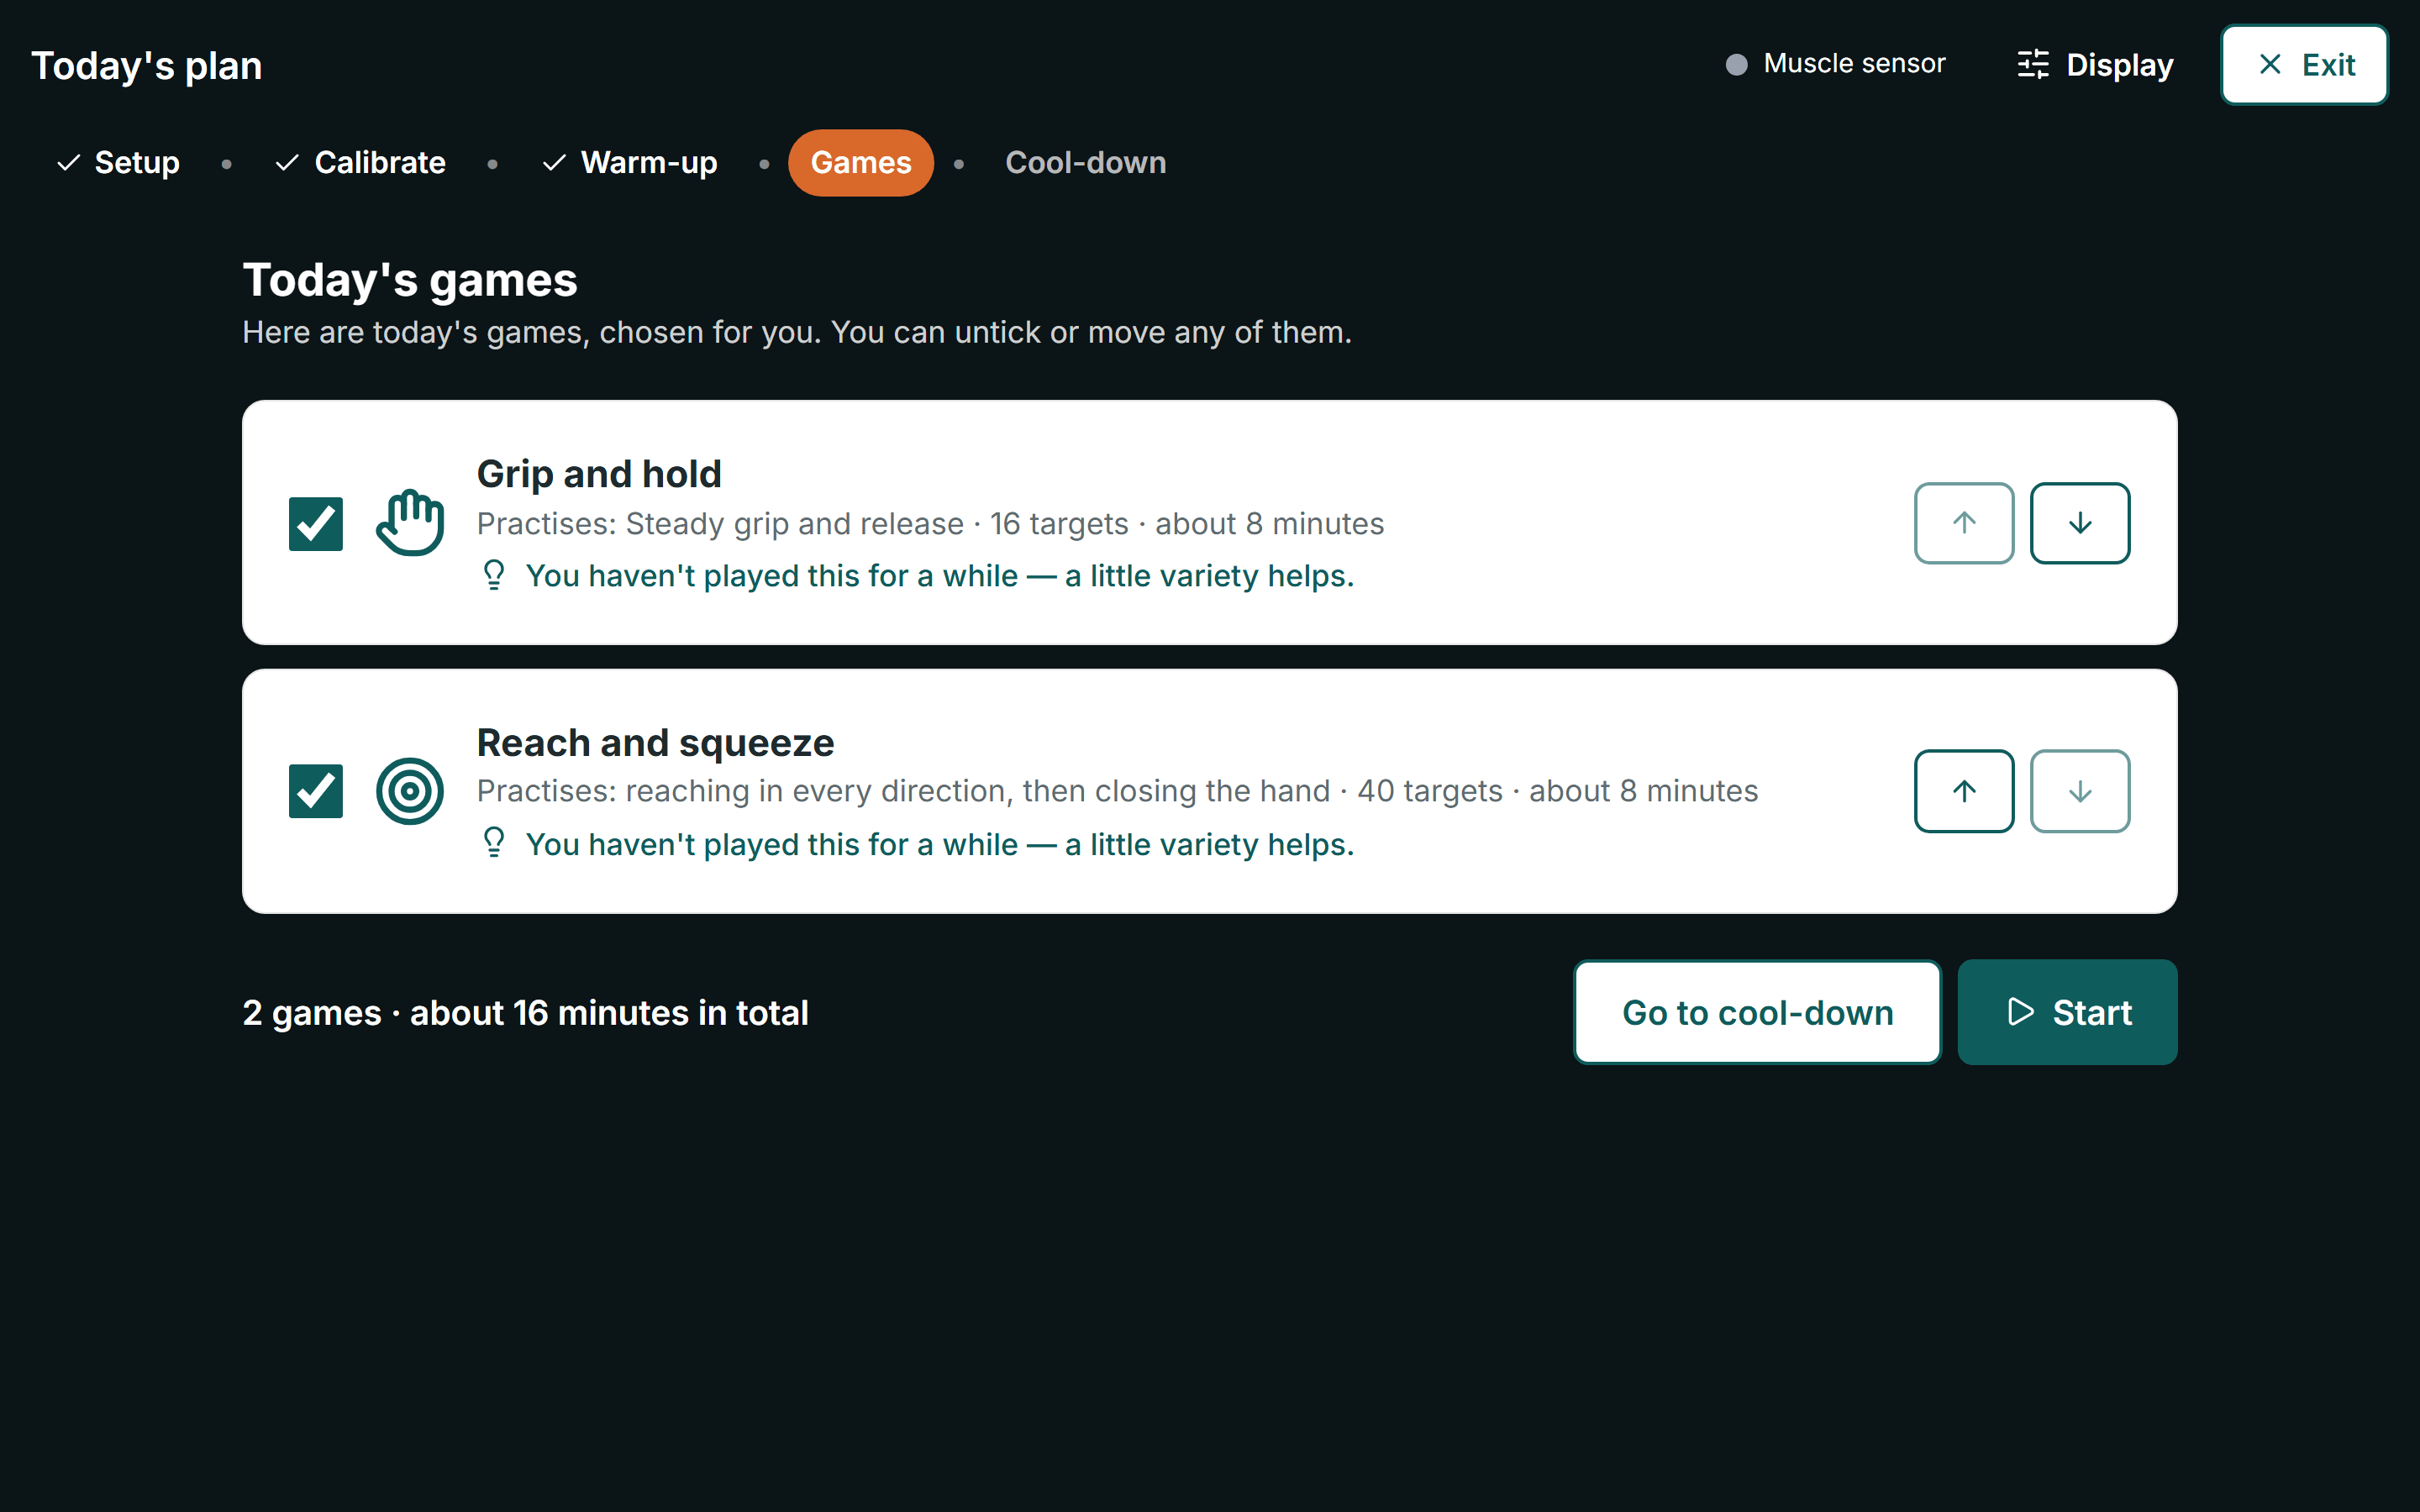 Today's plan
Muscle sensor
Display
Exit
Setup • Calibrate • Warm-up • Games • Cool-down
Today's games
Here are today's games, chosen for you. You can untick or move any of them.
Grip and hold
Practises: Steady grip and release · 16 targets · about 8 minutes
You haven't played this for a while — a little variety helps.
Reach and squeeze
Practises: reaching in every direction, then closing the hand · 40 targets · about 8 minutes
You haven't played this for a while — a little variety helps.
2 games · about 16 minutes in total
Go to cool-down
Start